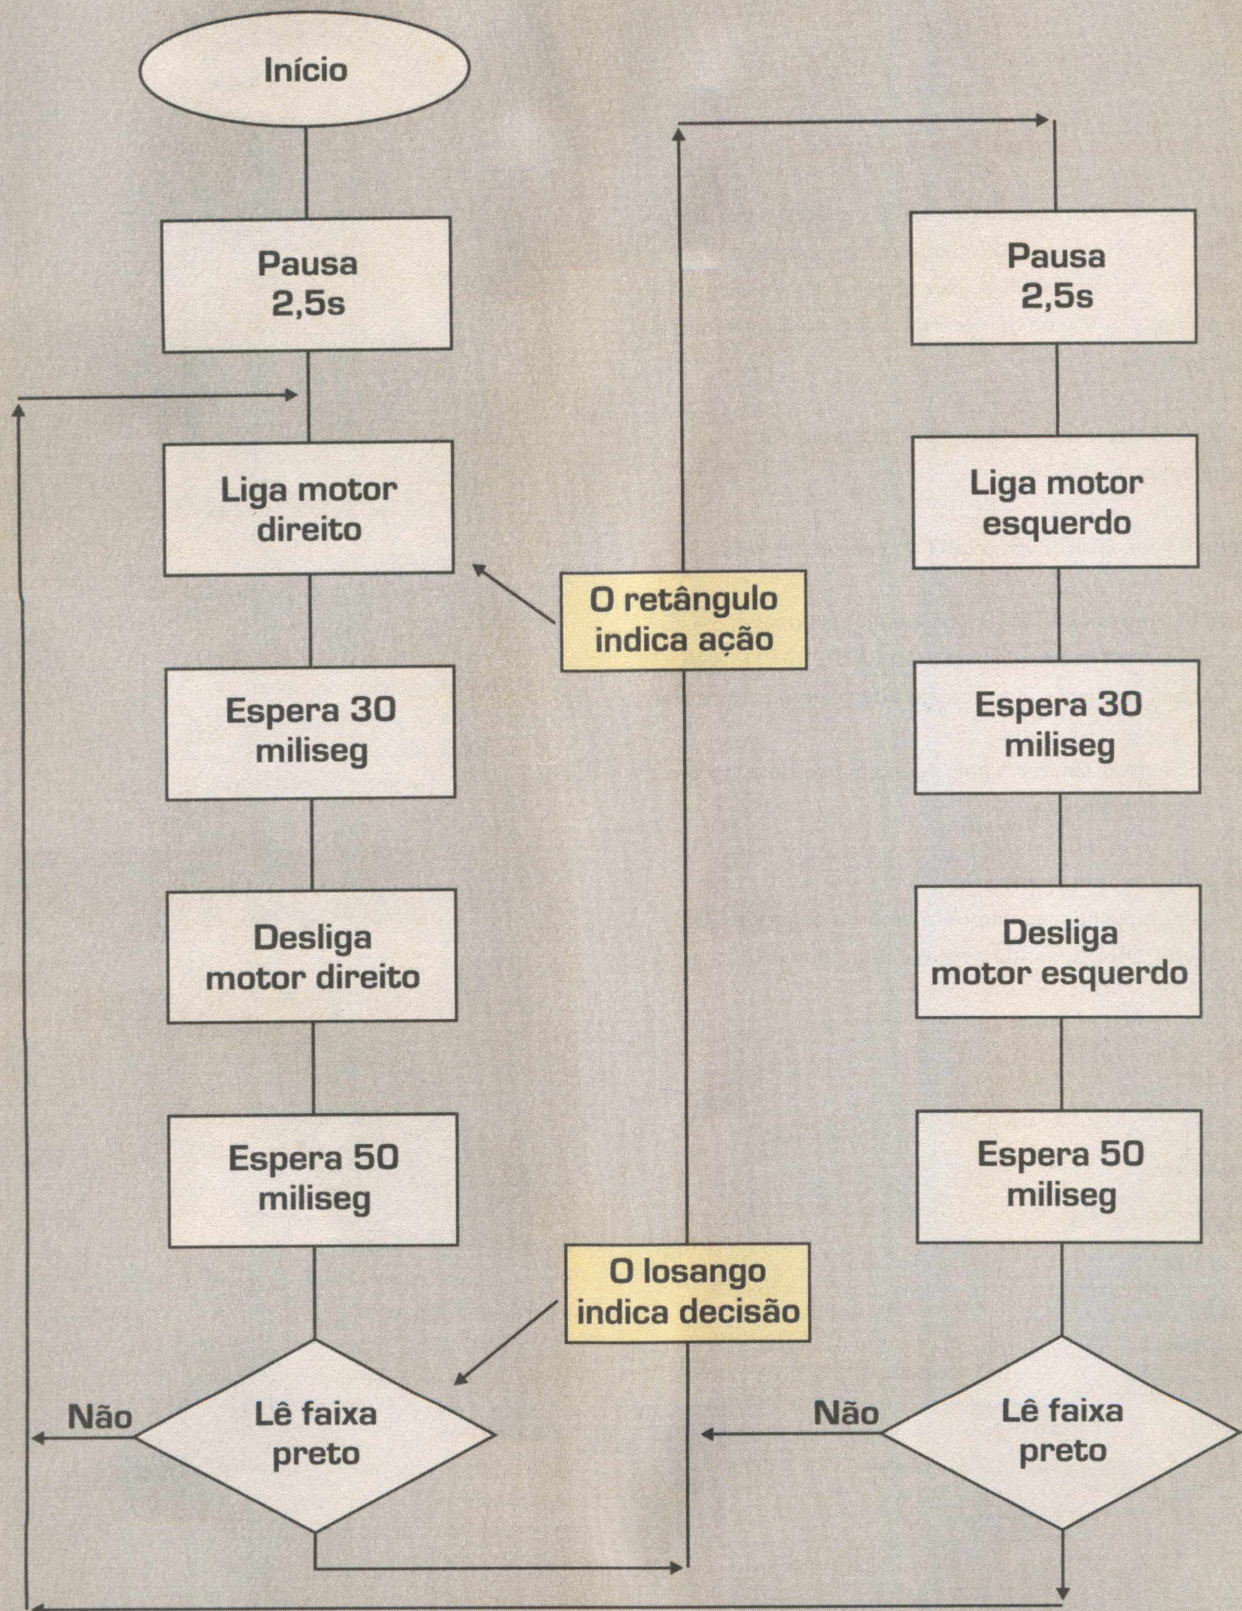 Início
Pausa
2,5s
Liga motor
direito
Espera 30
miliseg
Desliga
motor direito
Espera 50
miliseg
Lê faixa
preto
Não
O retângulo
indica ação
O losango
indica decisão
Pausa
2,5s
Liga motor
esquerdo
Espera 30
miliseg
Desliga
motor esquerdo
Espera 50
miliseg
Lê faixa
preto
Não